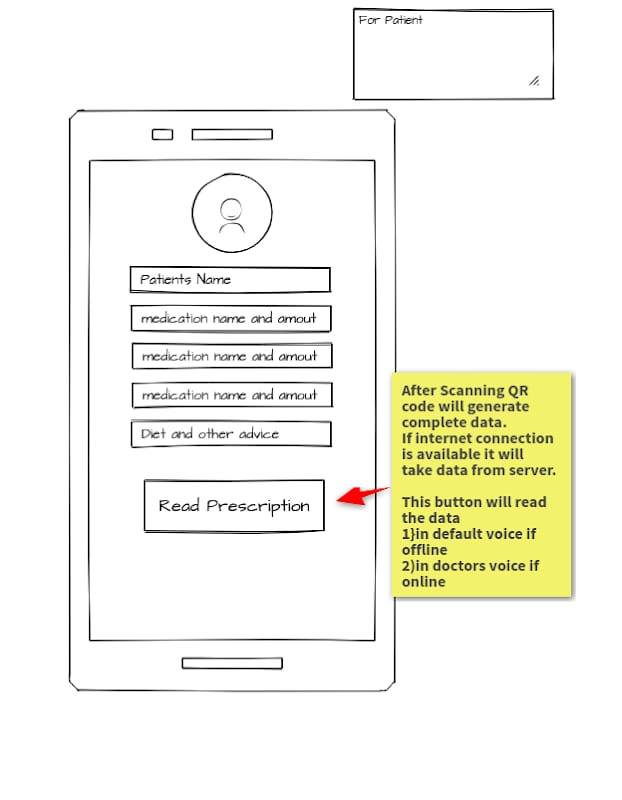 For Patient
Patients Name
medication name and amout
medication name and amout
medication name and amout
Diet and other advice
Read Prescription
After Scanning QR
code will generate
complete data.
If internet connection
is available it will
take data from server.
This button will read
the data
1}in default voice if
offline
2)in doctors voice if
online